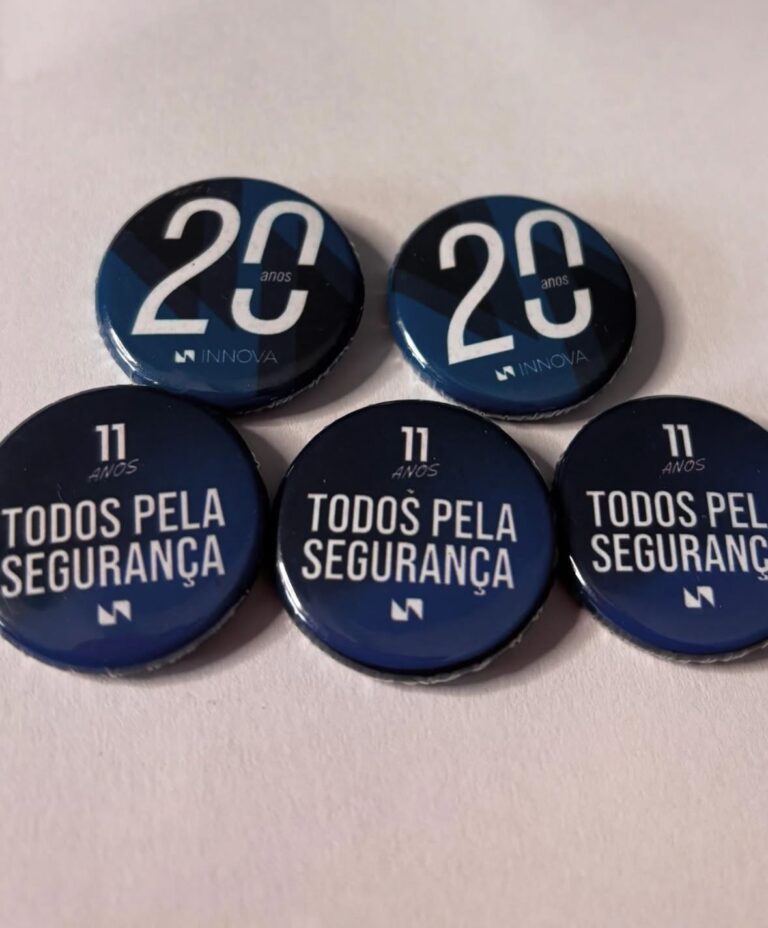 20
anos
INNOVA
20
anos
INNOVA
11
ANOS
TODOS PELA
SEGURANÇA
11
ANOS
TODOS PELA
SEGURANÇA
11
ANOS
TODOS PEL
SEGURANÇ